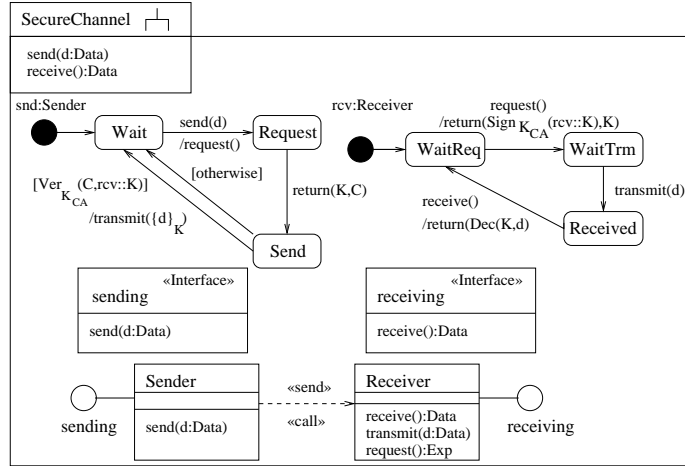 SecureChannel
send(d:Data)
receive():Data
snd:Sender
Wait
send(d)
/request()
Request
[otherwise]
return(K,C)
[Ver K_CA (C,rcv::K)]
/transmit({d}_K)
Send
rcv:Receiver
request()
/return(Sign K_CA (rcv::K),K)
WaitReq
WaitTrm
transmit(d)
receive()
/return(Dec(K,d)
Received
«Interface»
sending
send(d:Data)
«Interface»
receiving
receive():Data
sending
Sender
send(d:Data)
«send»
«call»
Receiver
receive():Data
transmit(d:Data)
request():Exp
receiving